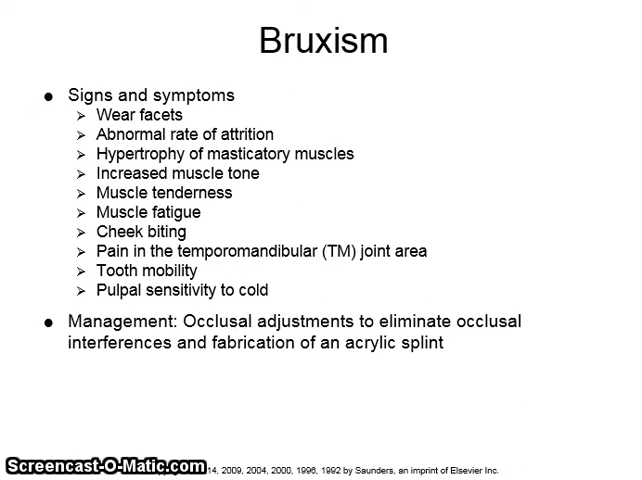 Bruxism
● Signs and symptoms
➢ Wear facets
➢ Abnormal rate of attrition
➢ Hypertrophy of masticatory muscles
➢ Increased muscle tone
➢ Muscle tenderness
➢ Muscle fatigue
➢ Cheek biting
➢ Pain in the temporomandibular (TM) joint area
➢ Tooth mobility
➢ Pulpal sensitivity to cold
● Management: Occlusal adjustments to eliminate occlusal
interferences and fabrication of an acrylic splint
Screencast-O-Matic.com 14, 2009, 2004, 2000, 1996, 1992 by Saunders, an imprint of Elsevier Inc.